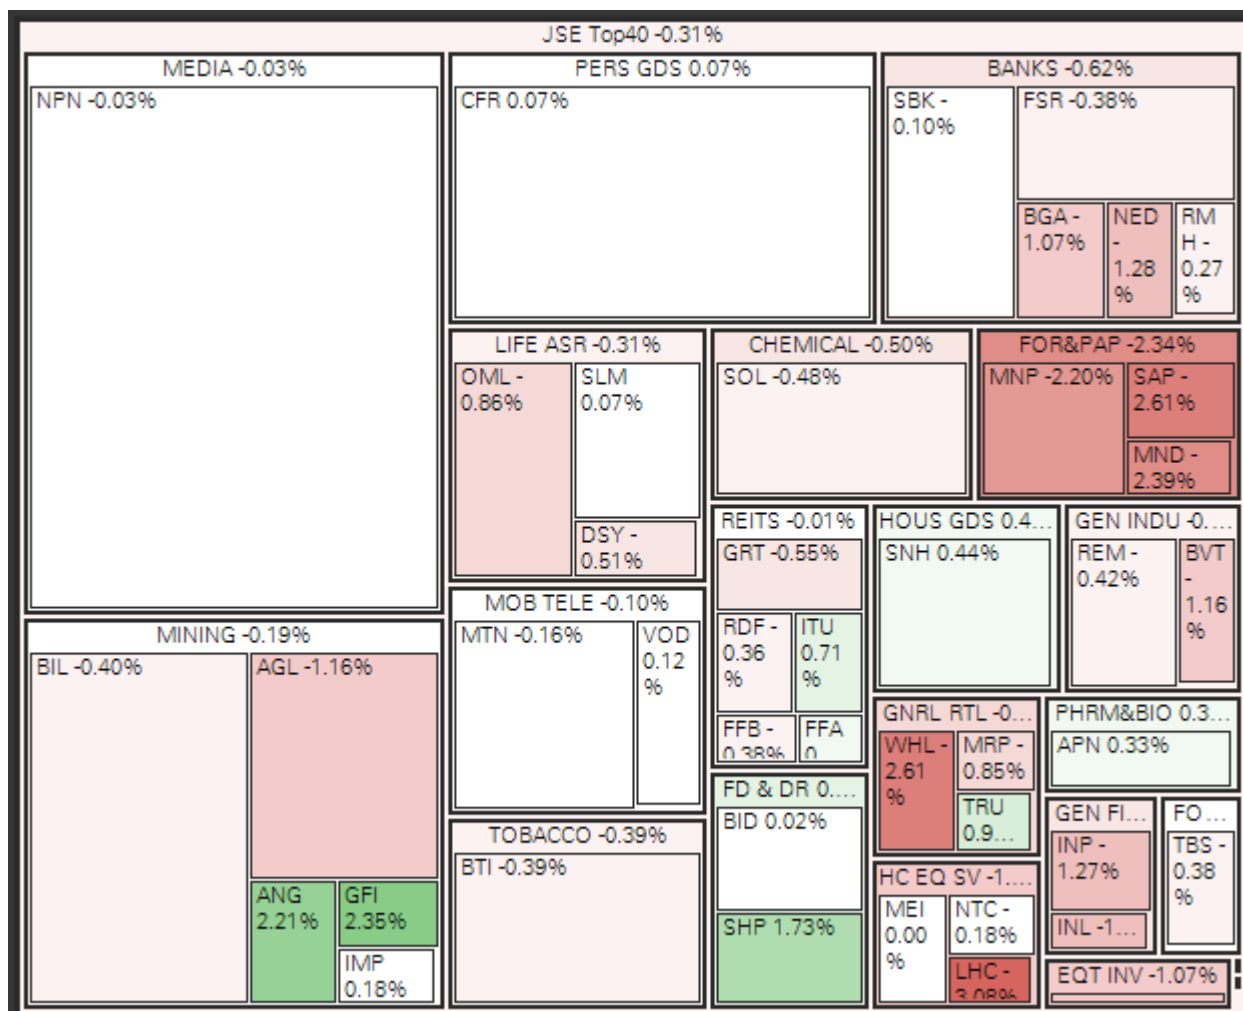 JSE Top40 -0.31%
MEDIA -0.03%
NPN -0.03%
PERS GDS 0.07%
CFR 0.07%
BANKS -0.62%
SBK -
0.10%
FSR -0.38%
BGA -
1.07%
NED
-
1.28
%
RM
H -
0.27
%
LIFE ASR -0.31%
OML -
0.86%
SLM
0.07%
DSY -
0.51%
CHEMICAL -0.50%
SOL -0.48%
FOR&PAP -2.34%
MNP -2.20%
SAP -
2.61%
MND -
2.39%
REITS -0.01%
GRT -0.55%
RDF -
0.36
%
ITU
0.71
%
FFB -
0.38%
FFA
0
HOUS GDS 0.4...
SNH 0.44%
GEN INDU -0....
REM -
0.42%
BVT
-
1.16
%
MOB TELE -0.10%
MTN -0.16%
VOD
0.12
%
MINING -0.19%
BIL -0.40%
AGL -1.16%
ANG
2.21%
GFI
2.35%
IMP
0.18%
TOBACCO -0.39%
BTI -0.39%
FD & DR 0....
BID 0.02%
SHP 1.73%
GNRL RTL -0...
WHL -
2.61
%
MRP -
0.85%
TRU
0.9...
PHRM&BIO 0.3...
APN 0.33%
HC EQ SV -1....
MEI
0.00
%
NTC -
0.18%
LHC -
3.08%
GEN FI...
INP -
1.27%
INL -1...
FO ...
TBS -
0.38
%
EQT INV -1.07%